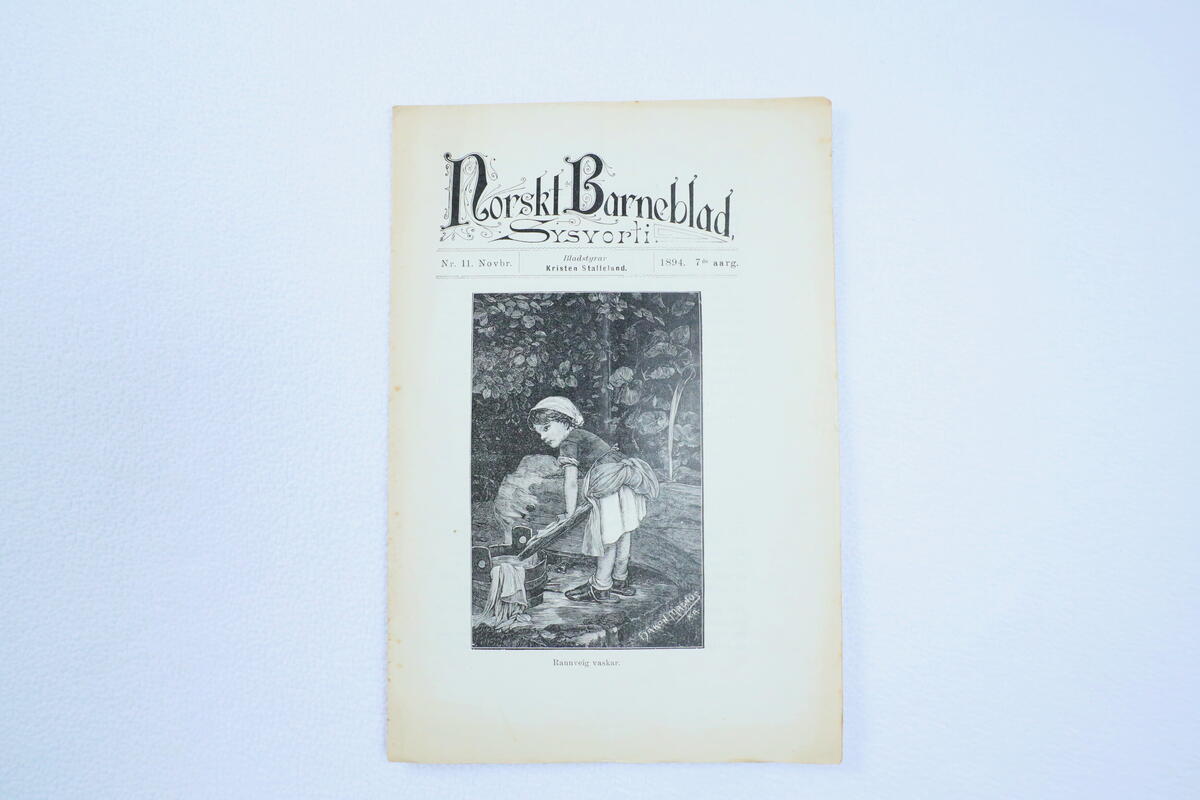 Norskt Barneblad,
Sysvorti.
Nr. 11. Novbr.
Bladstyrar
Kristen Stalleland.
1894. 7de aarg.
Rannveig vaskar.